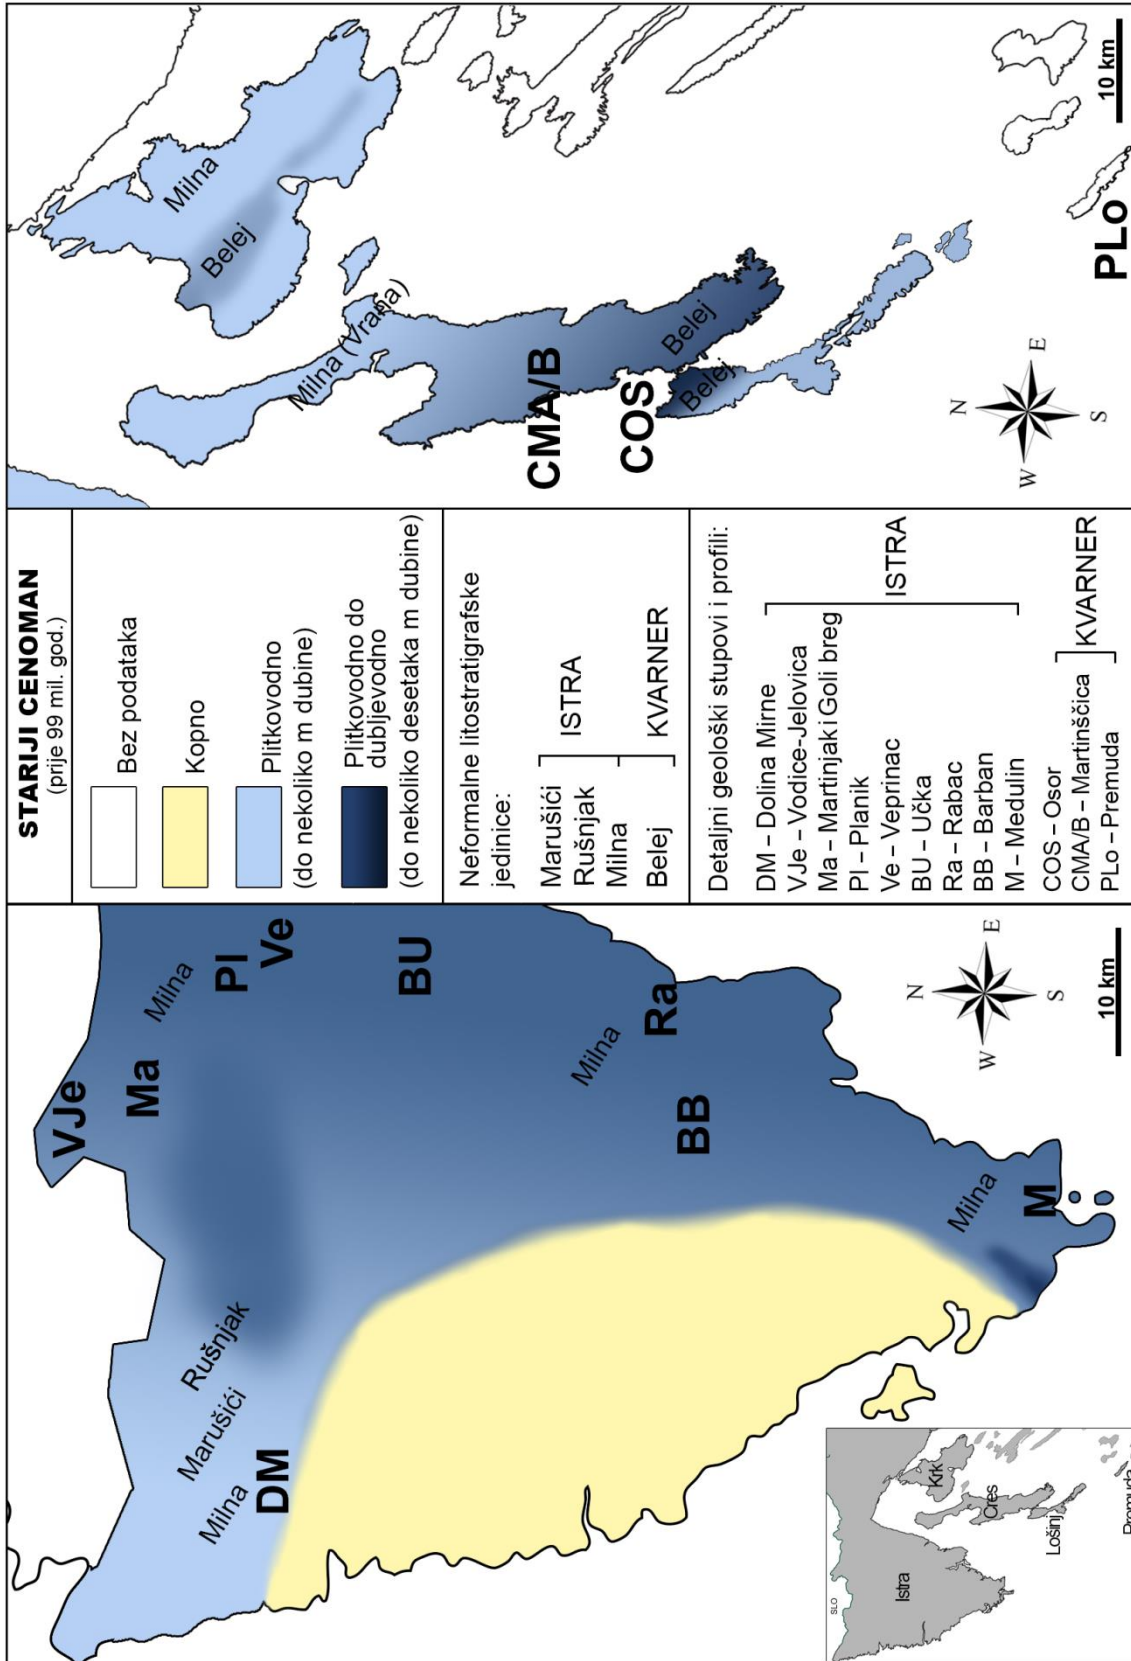 VJe
Ma
Milna
PI
Ve
Rušnjak
Marušići
Milna
DM
BU
Milna
Ra
BB
Milna
M
N
E
S
W
10 km
SLO
Istra
Krk
Cres
Lošinj
STARIJI CENOMAN
(prije 99 mil. god.)
Bez podataka
Kopno
Plitkovodno
(do nekoliko m dubine)
Plitkovodno do
dubljevodno
(do nekoliko desetaka m dubine)
Neformalne litostratigrafske
jedinice:
Marušići
Rušnjak
Milna
Belej
ISTRA
KVARNER
Detaljni geološki stupovi i profili:
DM – Dolina Mirne
VJe – Vodice-Jelovica
Ma – Martinjak i Goli breg
PI – Planik
Ve – Veprinac
BU – Učka
Ra – Rabac
BB – Barban
M – Medulin
ISTRA
COS – Osor
CMA/B – Martinšćica
PLo – Premuda
KVARNER
Milna
Belej
Milna (Vrana)
CMA/B
Belej
COS
Belej
N
E
S
W
PLo
10 km